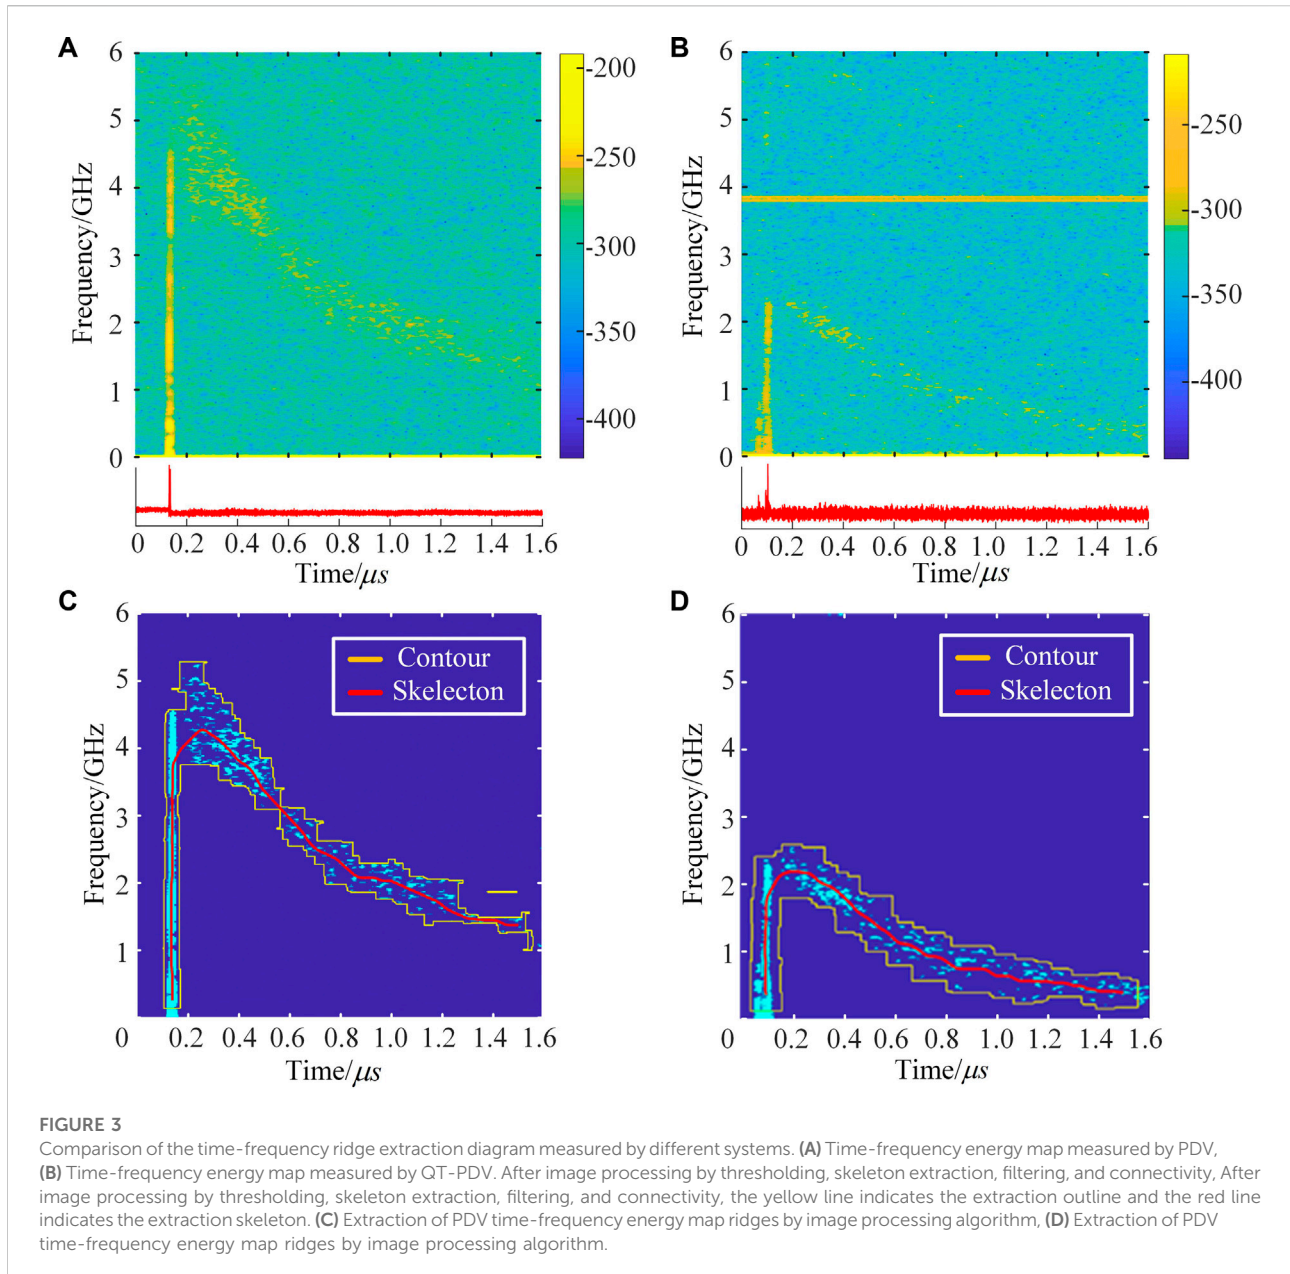 A
6
5
4
3
2
1
0
Frequency/GHz
-200
-250
-300
-350
-400
0 0.2 0.4 0.6 0.8 1.0 1.2 1.4 1.6
Time/μs
B
6
5
4
3
2
1
0
Frequency/GHz
-250
-300
-350
-400
0 0.2 0.4 0.6 0.8 1.0 1.2 1.4 1.6
Time/μs
C
6
5
4
3
2
1
Frequency/GHz
Contour
Skelecton
0 0.2 0.4 0.6 0.8 1.0 1.2 1.4 1.6
Time/μs
D
6
5
4
3
2
1
Frequency/GHz
Contour
Skelecton
0 0.2 0.4 0.6 0.8 1.0 1.2 1.4 1.6
Time/μs
FIGURE 3
Comparison of the time-frequency ridge extraction diagram measured by different systems. (A) Time-frequency energy map measured by PDV,
(B) Time-frequency energy map measured by QT-PDV. After image processing by thresholding, skeleton extraction, filtering, and connectivity, After
image processing by thresholding, skeleton extraction, filtering, and connectivity, the yellow line indicates the extraction outline and the red line
indicates the extraction skeleton. (C) Extraction of PDV time-frequency energy map ridges by image processing algorithm, (D) Extraction of PDV
time-frequency energy map ridges by image processing algorithm.